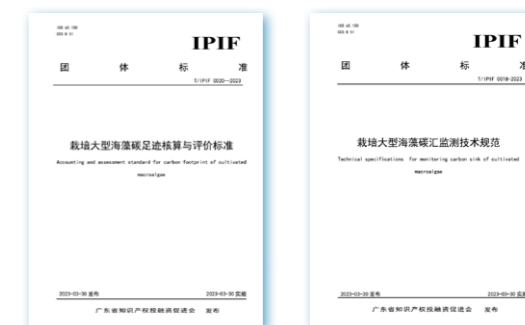 IPIF
团 体 标 准
T/IPIF 0020—2023
栽培大型海藻碳足迹核算与评价标准
Accounting and assessment standard for carbon footprint of cultivated
macroalgae
2023-03-30 发布
2023-03-30 实施
广东省知识产权投融资促进会 发布
IPIF
团 体 标 准
T/IPIF 0018-2023
栽培大型海藻碳汇监测技术规范
Technical specifications for monitoring carbon sink of cultivated
macroalgae
2023-03-30 发布
2023-03-30 实施
广东省知识产权投融资促进会 发布